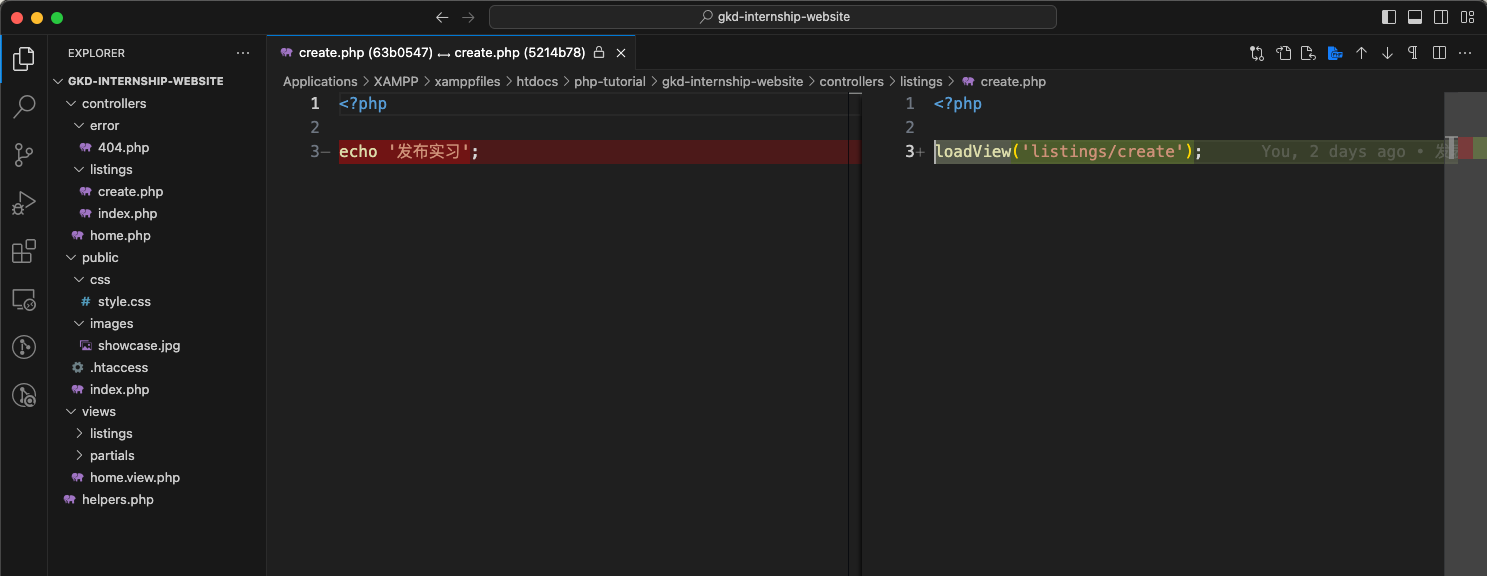 gkd-internship-website
EXPLORER
GKD-INTERNSHIP-WEBSITE
controllers
error
404.php
listings
create.php
index.php
home.php
public
css
# style.css
images
showcase.jpg
.htaccess
index.php
views
listings
partials
home.view.php
helpers.php
create.php (63b0547) ↔ create.php (5214b78)
Applications > XAMPP > xamppfiles > htdocs > php-tutorial > gkd-internship-website > controllers > listings > create.php
1 <?php
2
3− echo '发布实习';
1 <?php
2
3+ loadView('listings/create'); You, 2 days ago • 发